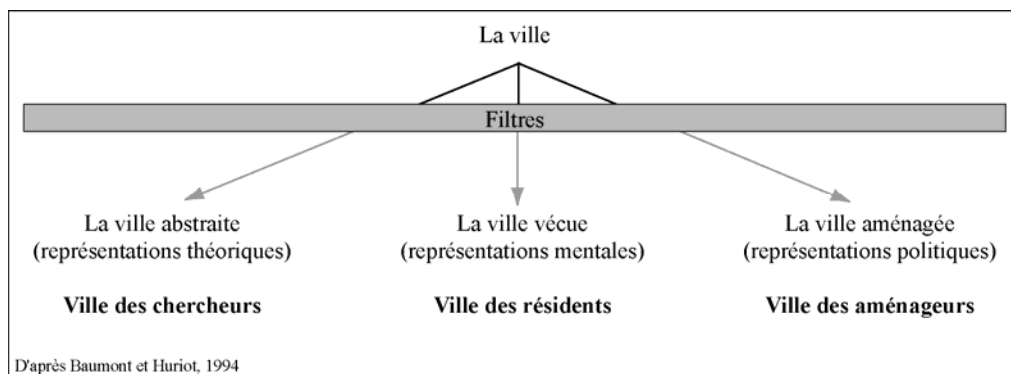 La ville
Filtres
La ville abstraite
(représentations théoriques)
Ville des chercheurs
La ville vécue
(représentations mentales)
Ville des résidents
La ville aménagée
(représentations politiques)
Ville des aménageurs
D'après Baumont et Huriot, 1994